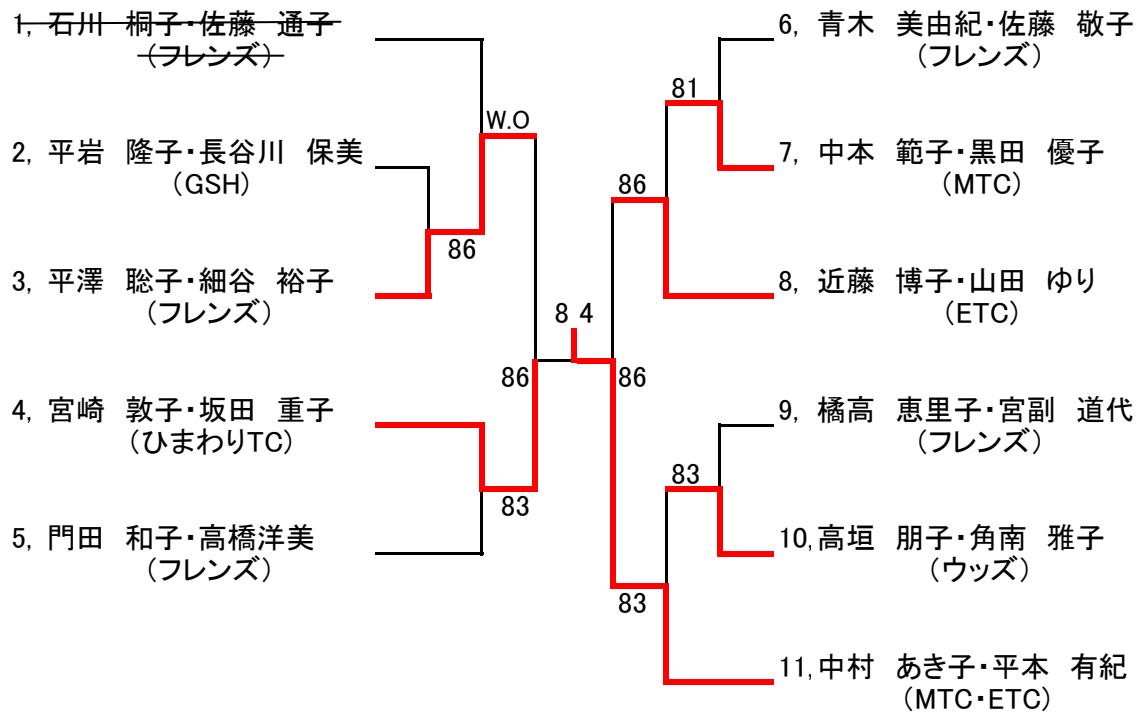 1, 石川　桐子・佐藤　通子
(フレンズ)
2, 平岩　隆子・長谷川　保美
(GSH)
3, 平澤　聡子・細谷　裕子
(フレンズ)
4, 宮崎　敦子・坂田　重子
(ひまわりTC)
5, 門田　和子・高橋洋美
(フレンズ)
W.O
86
86
83
8 4
6, 青木　美由紀・佐藤　敬子
(フレンズ)
7, 中本　範子・黒田　優子
(MTC)
8, 近藤　博子・山田　ゆり
(ETC)
9, 橘高　恵里子・宮副　道代
(フレンズ)
10,高垣　朋子・角南　雅子
(ウッズ)
11,中村　あき子・平本　有紀
(MTC・ETC)
81
86
86
83
83